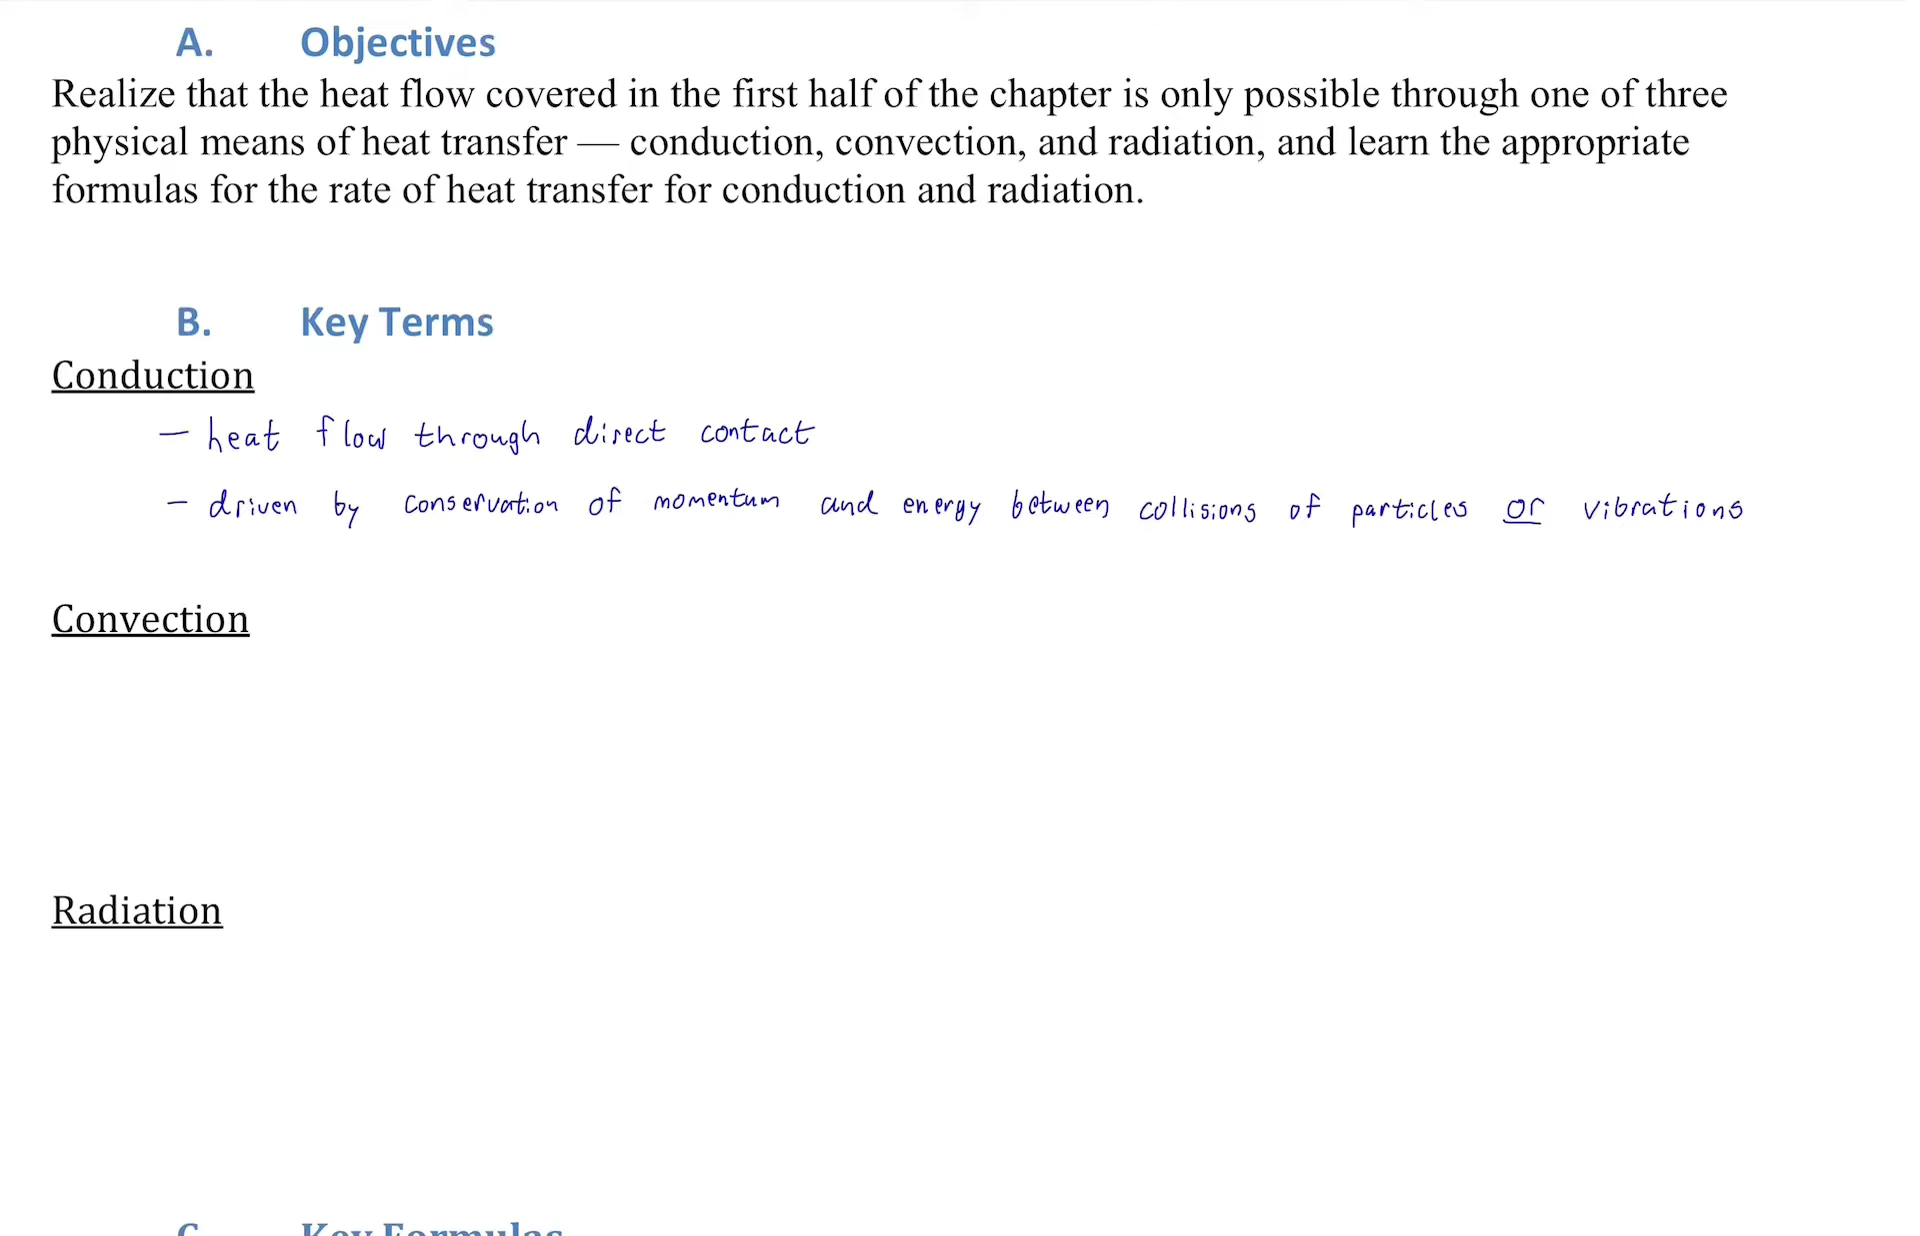 A. Objectives
Realize that the heat flow covered in the first half of the chapter is only possible through one of three
physical means of heat transfer — conduction, convection, and radiation, and learn the appropriate
formulas for the rate of heat transfer for conduction and radiation.
B. Key Terms
Conduction
— heat flow through direct contact
– driven by conservation of momentum and energy between collisions of particles or vibrations
Convection
Radiation
C. Key Formulas